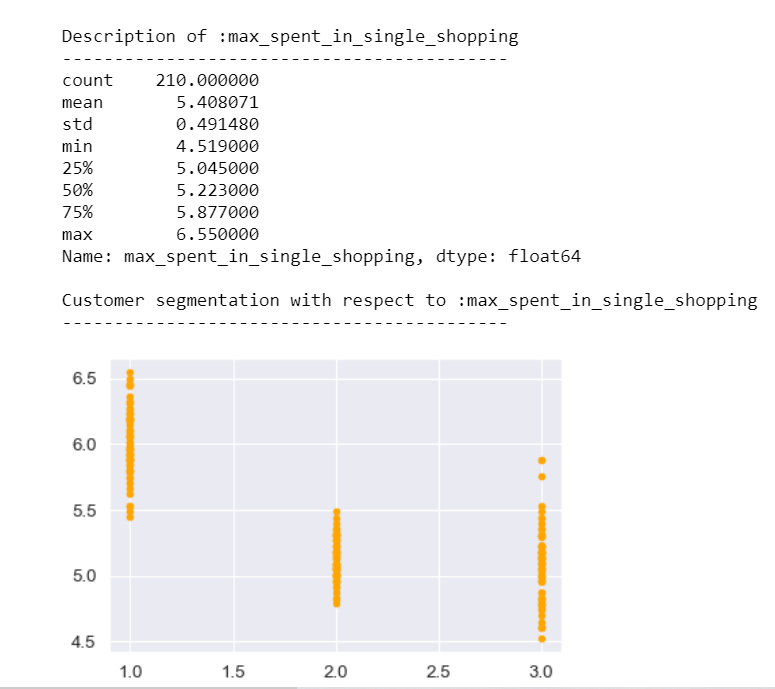 Description of :max_spent_in_single_shopping
-------------------------------------------
count    210.000000
mean       5.408071
std        0.491480
min        4.519000
25%        5.045000
50%        5.223000
75%        5.877000
max        6.550000
Name: max_spent_in_single_shopping, dtype: float64
Customer segmentation with respect to :max_spent_in_single_shopping
-------------------------------------------
6.5
6.0
5.5
5.0
4.5
1.0 1.5 2.0 2.5 3.0